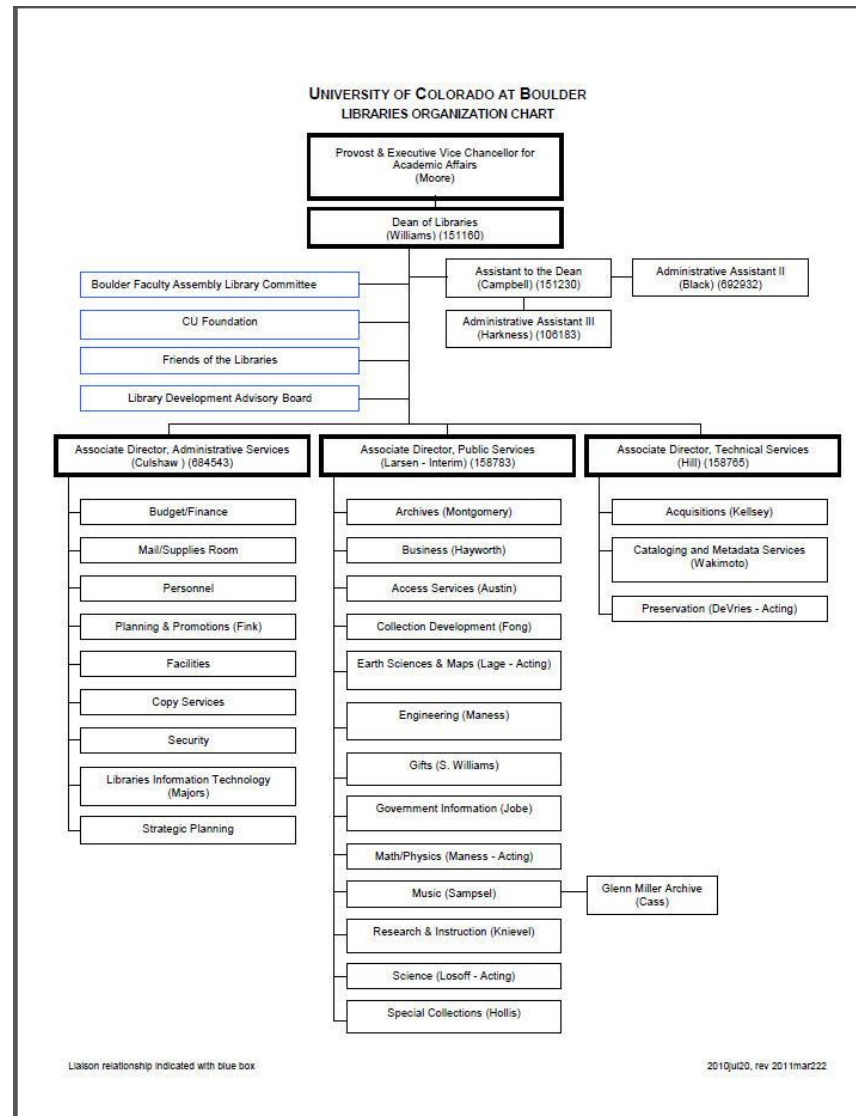 UNIVERSITY OF COLORADO AT BOULDER
LIBRARIES ORGANIZATION CHART
Provost & Executive Vice Chancellor for
Academic Affairs
(Moore)
Dean of Libraries
(Williams) (151160)
Assistant to the Dean
(Campbell) (151230)
Administrative Assistant II
(Black) (692932)
Administrative Assistant III
(Harkness) (106183)
Boulder Faculty Assembly Library Committee
CU Foundation
Friends of the Libraries
Library Development Advisory Board
Associate Director, Administrative Services
(Culshaw ) (684543)
Budget/Finance
Mail/Supplies Room
Personnel
Planning & Promotions (Fink)
Facilities
Copy Services
Security
Libraries Information Technology
(Majors)
Strategic Planning
Associate Director, Public Services
(Larsen - Interim) (158783)
Archives (Montgomery)
Business (Hayworth)
Access Services (Austin)
Collection Development (Fong)
Earth Sciences & Maps (Lage - Acting)
Engineering (Maness)
Gifts (S. Williams)
Government Information (Jobe)
Math/Physics (Maness - Acting)
Music (Sampsel)
Glenn Miller Archive
(Cass)
Research & Instruction (Knievel)
Science (Losoff - Acting)
Special Collections (Hollis)
Associate Director, Technical Services
(Hill) (158765)
Acquisitions (Kellsey)
Cataloging and Metadata Services
(Wakimoto)
Preservation (DeVries - Acting)
Liaison relationship indicated with blue box
2010jul20, rev 2011mar222